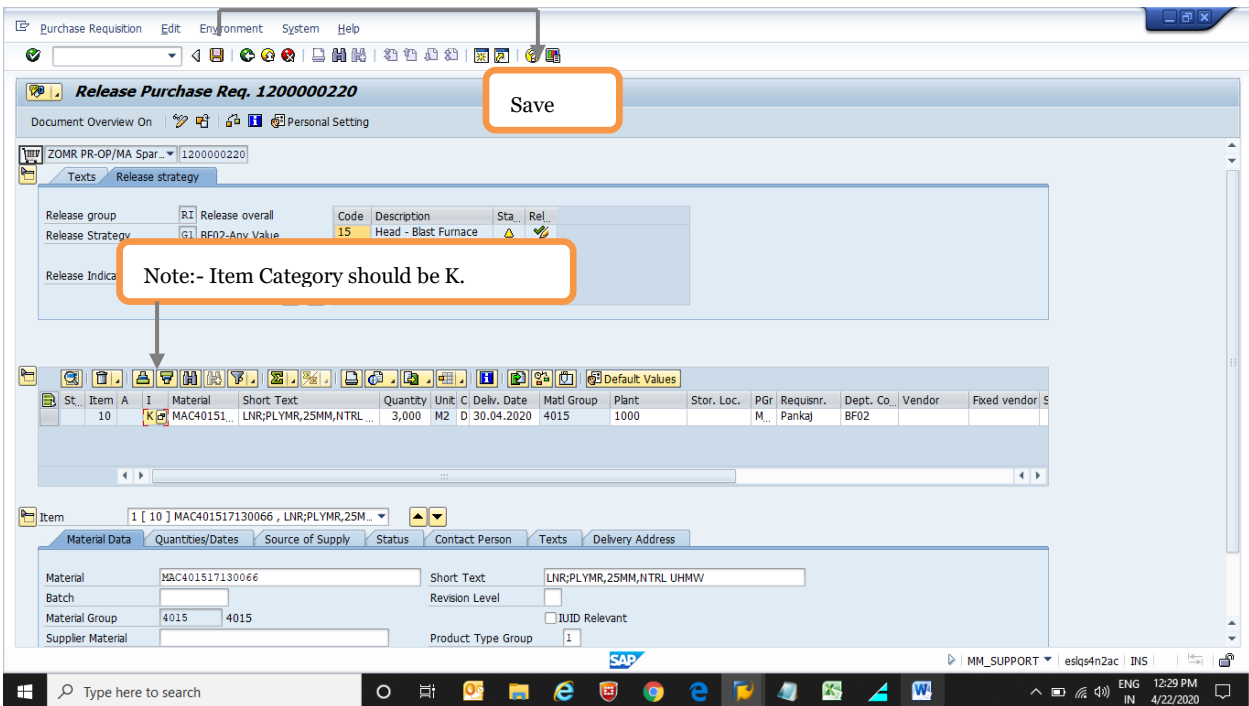 Purchase Requisition Edit Environment System Help
Release Purchase Req. 1200000220
Save
Document Overview On Personal Setting
ZOMR PR-OP/MA Spar... 1200000220
Texts Release strategy
Release group RI Release overall Code Description Sta... Rel...
Release Strategy G1 BF02-Any Value 15 Head - Blast Furnace
Release Indica
Note:- Item Category should be K.
Default Values
St... Item A I Material Short Text Quantity Unit C Deliv. Date Matl Group Plant Stor. Loc. PGr Requisnr. Dept. Co... Vendor Fixed vendor S
10 K MAC40151... LNR;PLYMR,25MM,NTRL ... 3,000 M2 D 30.04.2020 4015 1000 M... Pankaj BF02
Item 1 [ 10 ] MAC401517130066 , LNR;PLYMR,25M...
Material Data Quantities/Dates Source of Supply Status Contact Person Texts Delivery Address
Material MAC401517130066 Short Text LNR;PLYMR,25MM,NTRL UHMW
Batch Revision Level
Material Group 4015 4015 IUID Relevant
Supplier Material Product Type Group 1
SAP MM_SUPPORT eslqs4n2ac INS
Type here to search ENG 12:29 PM
IN 4/22/2020